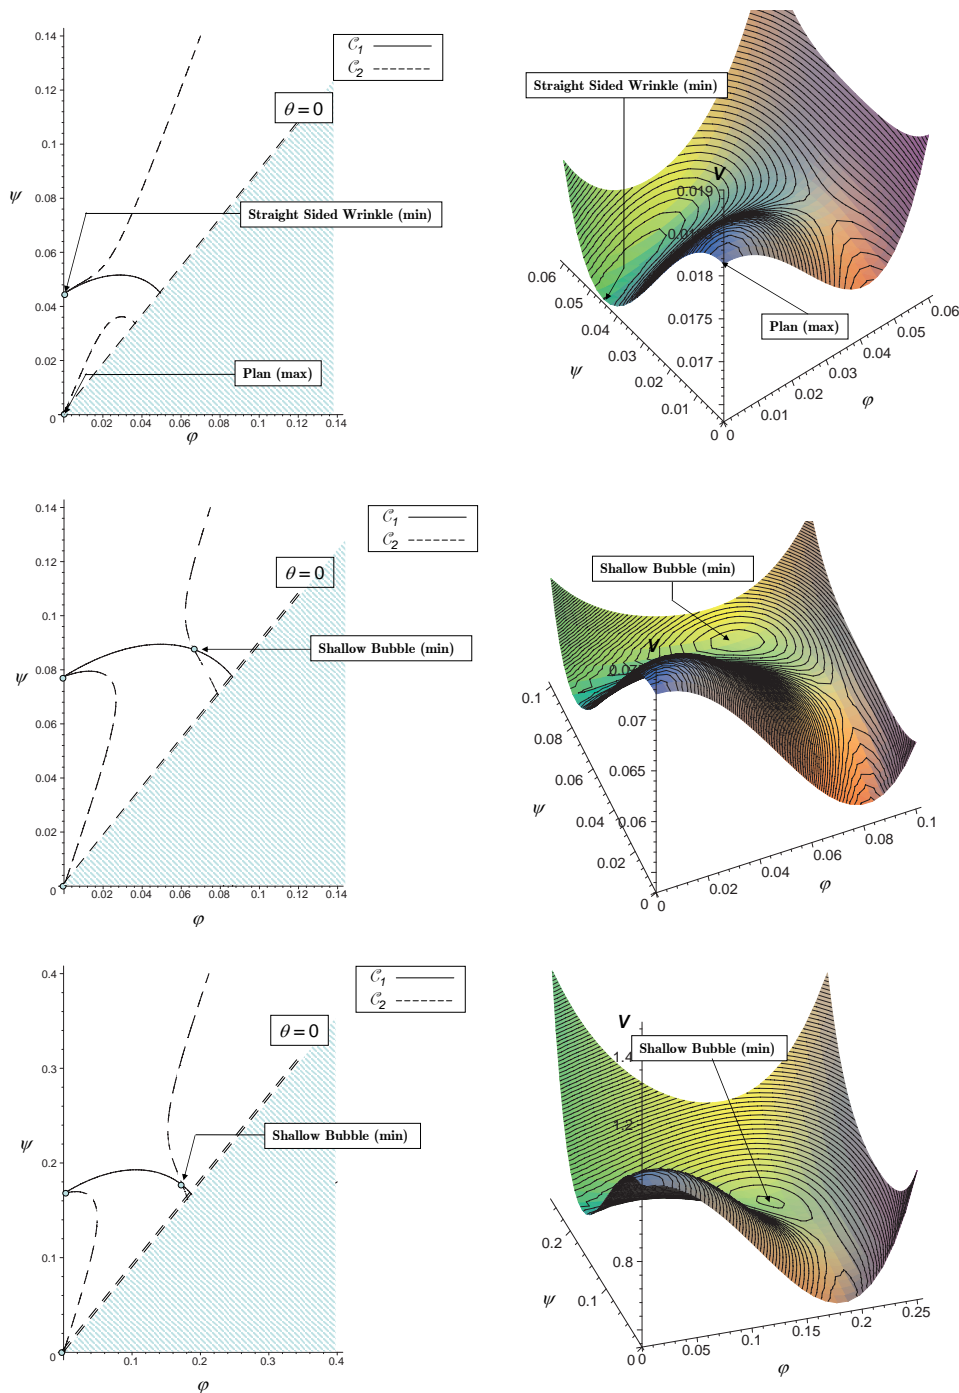 0.14
𝒞1
𝒞2
0.12
θ = 0
0.1
ψ
0.08
Straight Sided Wrinkle (min)
0.06
0.04
0.02
Plan (max)
0
0.02 0.04 0.06 0.08 0.1 0.12 0.14
φ
Straight Sided Wrinkle (min)
V
0.019
0.018
0.0175
0.017
Plan (max)
0.06
0.05
0.04
0.03
0.02
0.01
ψ
0 0
0.01
0.02
0.03
0.04
0.05
0.06
φ
0.14
𝒞1
𝒞2
0.12
θ = 0
0.1
Shallow Bubble (min)
ψ
0.08
0.06
0.04
0.02
0
0.02 0.04 0.06 0.08 0.1 0.12 0.14
φ
Shallow Bubble (min)
V
0.07
0.065
0.06
0.1
0.08
0.06
0.04
0.02
ψ
0 0
0.02
0.04
0.06
0.08
0.1
φ
0.4
𝒞1
𝒞2
θ = 0
0.3
ψ
Shallow Bubble (min)
0.2
0.1
0
0.1 0.2 0.3 0.4
φ
V
1.4
Shallow Bubble (min)
1.2
0.8
0.2
0.1
ψ
0 0
0.05
0.1
0.15
0.2
0.25
φ